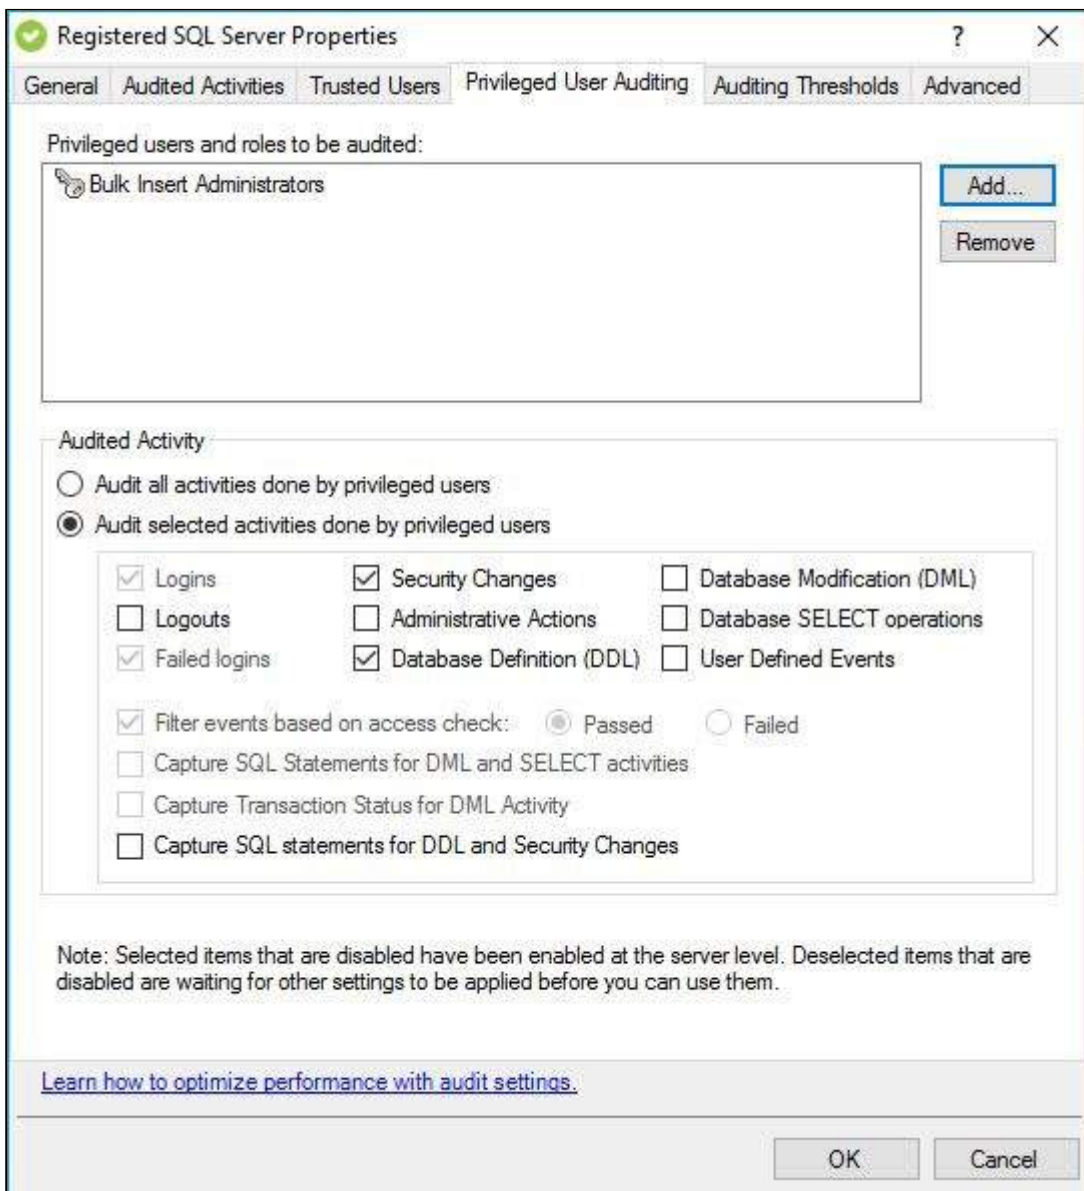 Registered SQL Server Properties ?
General Audited Activities Trusted Users Privileged User Auditing Auditing Thresholds Advanced
Privileged users and roles to be audited:
Bulk Insert Administrators
Add...
Remove
Audited Activity
Audit all activities done by privileged users
Audit selected activities done by privileged users
Logins Security Changes Database Modification (DML)
Logouts Administrative Actions Database SELECT operations
Failed logins Database Definition (DDL) User Defined Events
Filter events based on access check: Passed Failed
Capture SQL Statements for DML and SELECT activities
Capture Transaction Status for DML Activity
Capture SQL statements for DDL and Security Changes
Note: Selected items that are disabled have been enabled at the server level. Deselected items that are
disabled are waiting for other settings to be applied before you can use them.
Learn how to optimize performance with audit settings.
OK Cancel